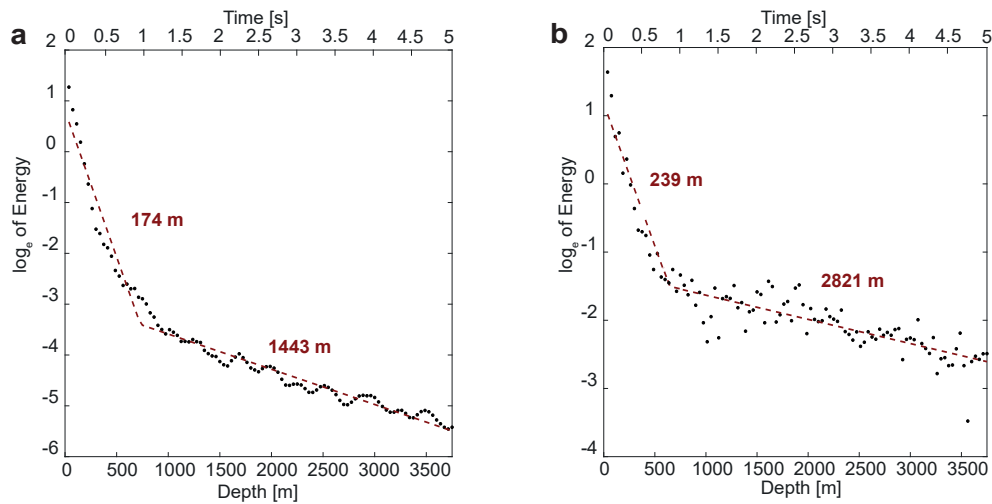 a
Time [s]
0 0.5 1 1.5 2 2.5 3 3.5 4 4.5 5
2
1
0
-1
-2
-3
-4
-5
-6
logₑ of Energy
174 m
1443 m
0 500 1000 1500 2000 2500 3000 3500
Depth [m]
b
Time [s]
0 0.5 1 1.5 2 2.5 3 3.5 4 4.5 5
2
1
0
-1
-2
-3
-4
logₑ of Energy
239 m
2821 m
0 500 1000 1500 2000 2500 3000 3500
Depth [m]